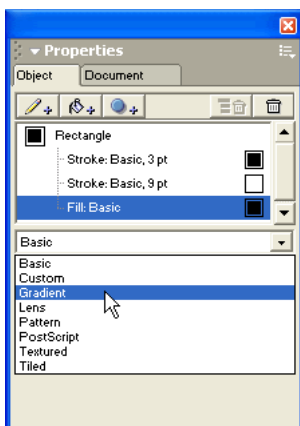 Properties
Object Document
Rectangle
Stroke: Basic, 3 pt
Stroke: Basic, 9 pt
Fill: Basic
Basic
Basic
Custom
Gradient
Lens
Pattern
PostScript
Textured
Tiled